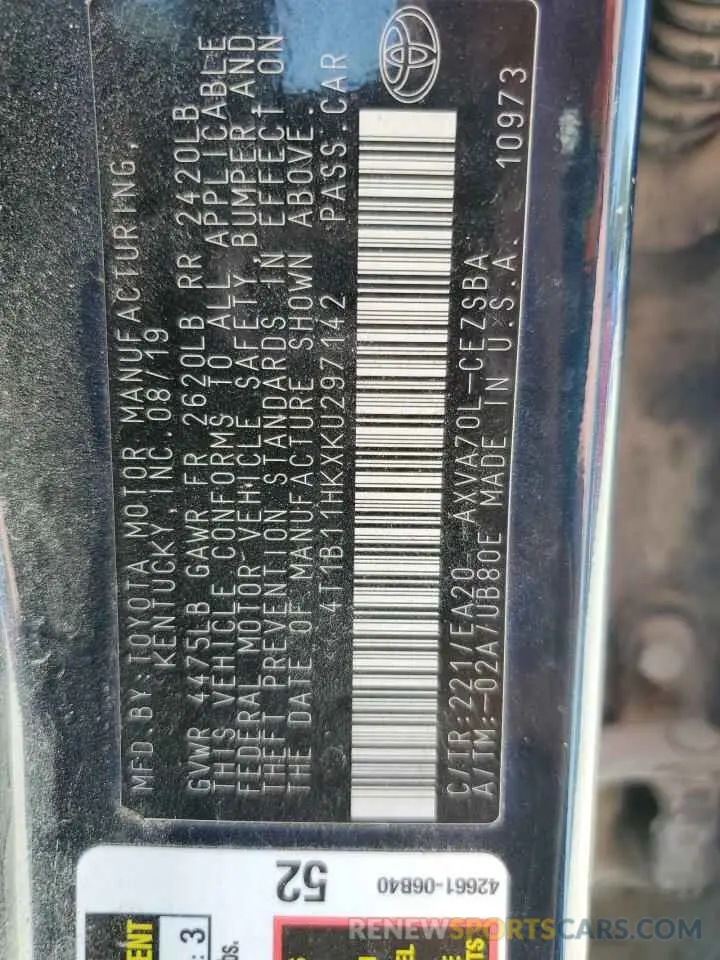 MFD.BY:TOYOTA MOTOR MANUFACTURING,
KENTUCKY, INC. 08/19
GVWR 4475LB GAWR FR 2620LB RR 2420LB
THIS VEHICLE CONFORMS TO ALL APPLICABLE
FEDERAL MOTOR VEHICLE SAFETY, BUMPER, AND
THEFT PREVENTION STANDARDS IN EFFECT ON
THE DATE OF MANUFACTURE SHOWN ABOVE.
4T1B11HKXKU297142 PASS.CAR
C/TR:221/EA20 AXVA70L-CEZSBA
A/TM:-02A/UB80E MADE IN U.S.A. 10973
52
42661-06B40
3
RENEWSPORTSCARS.COM